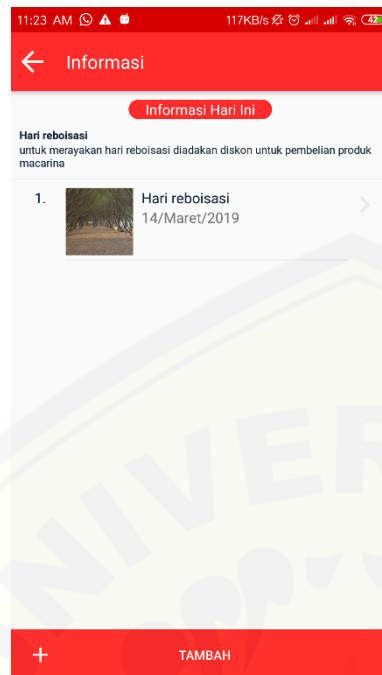 11:23 AM 117KB/s 42
Informasi
Informasi Hari Ini
Hari reboisasi
untuk merayakan hari reboisasi diadakan diskon untuk pembelian produk
macarina
1. Hari reboisasi
14/Maret/2019
NIVER
+ TAMBAH